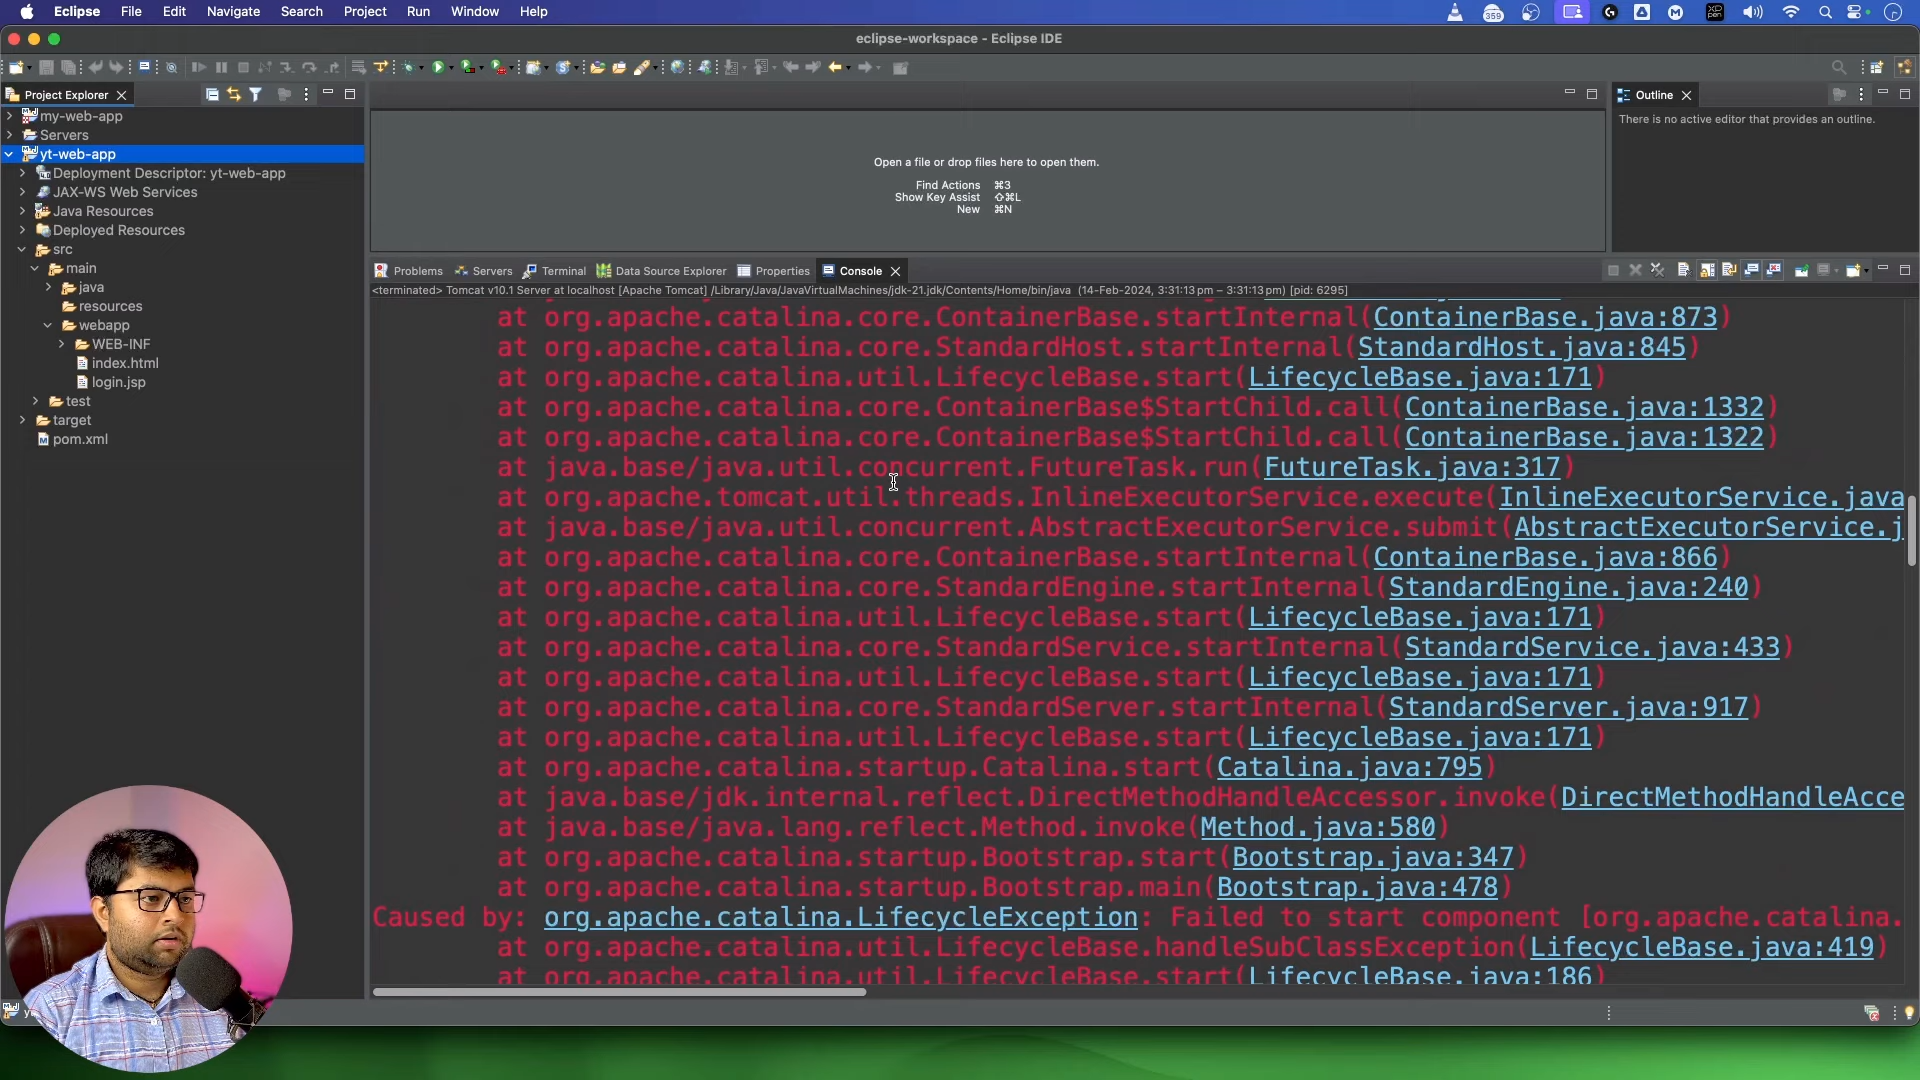 Eclipse File Edit Navigate Search Project Run Window Help
359
eclipse-workspace - Eclipse IDE
Project Explorer
Outline
my-web-app
Servers
yt-web-app
Deployment Descriptor: yt-web-app
JAX-WS Web Services
Java Resources
Deployed Resources
src
main
java
resources
webapp
WEB-INF
index.html
login.jsp
test
target
pom.xml
Open a file or drop files here to open them.
Find Actions ⌘3
Show Key Assist ⇧⌘L
New ⌘N
There is no active editor that provides an outline.
Problems Servers Terminal Data Source Explorer Properties Console
<terminated> Tomcat v10.1 Server at localhost [Apache Tomcat] /Library/Java/JavaVirtualMachines/jdk-21.jdk/Contents/Home/bin/java (14-Feb-2024, 3:31:13 pm – 3:31:13 pm) [pid: 6295]
at org.apache.catalina.core.ContainerBase.startInternal(ContainerBase.java:873)
at org.apache.catalina.core.StandardHost.startInternal(StandardHost.java:845)
at org.apache.catalina.util.LifecycleBase.start(LifecycleBase.java:171)
at org.apache.catalina.core.ContainerBase$StartChild.call(ContainerBase.java:1332)
at org.apache.catalina.core.ContainerBase$StartChild.call(ContainerBase.java:1322)
at java.base/java.util.concurrent.FutureTask.run(FutureTask.java:317)
at org.apache.tomcat.util.threads.InlineExecutorService.execute(InlineExecutorService.java
at java.base/java.util.concurrent.AbstractExecutorService.submit(AbstractExecutorService.j
at org.apache.catalina.core.ContainerBase.startInternal(ContainerBase.java:866)
at org.apache.catalina.core.StandardEngine.startInternal(StandardEngine.java:240)
at org.apache.catalina.util.LifecycleBase.start(LifecycleBase.java:171)
at org.apache.catalina.core.StandardService.startInternal(StandardService.java:433)
at org.apache.catalina.util.LifecycleBase.start(LifecycleBase.java:171)
at org.apache.catalina.core.StandardServer.startInternal(StandardServer.java:917)
at org.apache.catalina.util.LifecycleBase.start(LifecycleBase.java:171)
at org.apache.catalina.startup.Catalina.start(Catalina.java:795)
at java.base/jdk.internal.reflect.DirectMethodHandleAccessor.invoke(DirectMethodHandleAcce
at java.base/java.lang.reflect.Method.invoke(Method.java:580)
at org.apache.catalina.startup.Bootstrap.start(Bootstrap.java:347)
at org.apache.catalina.startup.Bootstrap.main(Bootstrap.java:478)
Caused by: org.apache.catalina.LifecycleException: Failed to start component [org.apache.catalina.
at org.apache.catalina.util.LifecycleBase.handleSubClassException(LifecycleBase.java:419)
at org.apache.catalina.util.LifecycleBase.start(LifecycleBase.java:186)